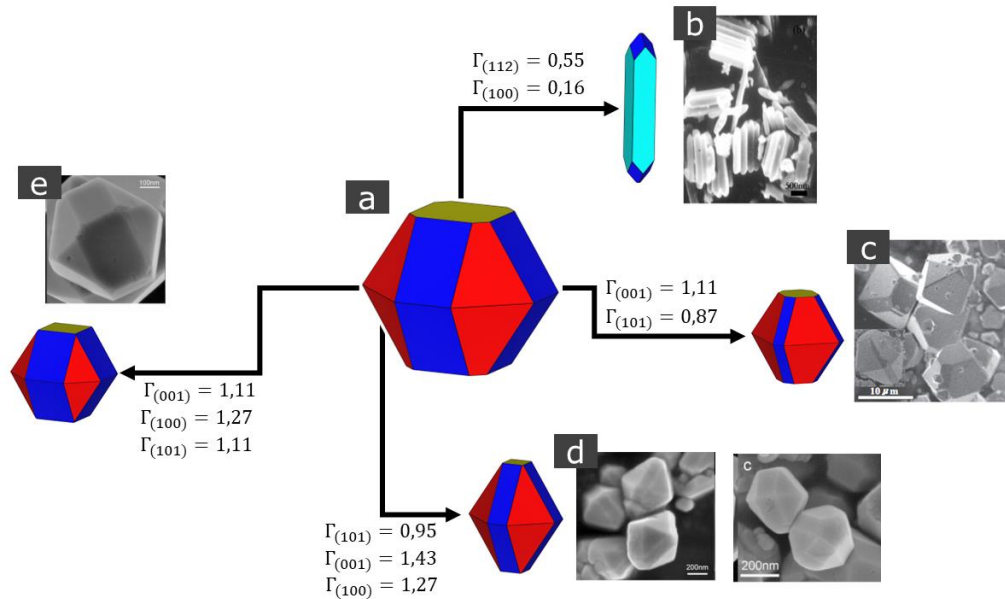 b
(b)
Γ(112) = 0,55
Γ(100) = 0,16
500nm
e
100nm
a
c
Γ(001) = 1,11
Γ(101) = 0,87
10 μm
Γ(001) = 1,11
Γ(100) = 1,27
Γ(101) = 1,11
d
c
Γ(101) = 0,95
Γ(001) = 1,43
Γ(100) = 1,27
200nm
200nm